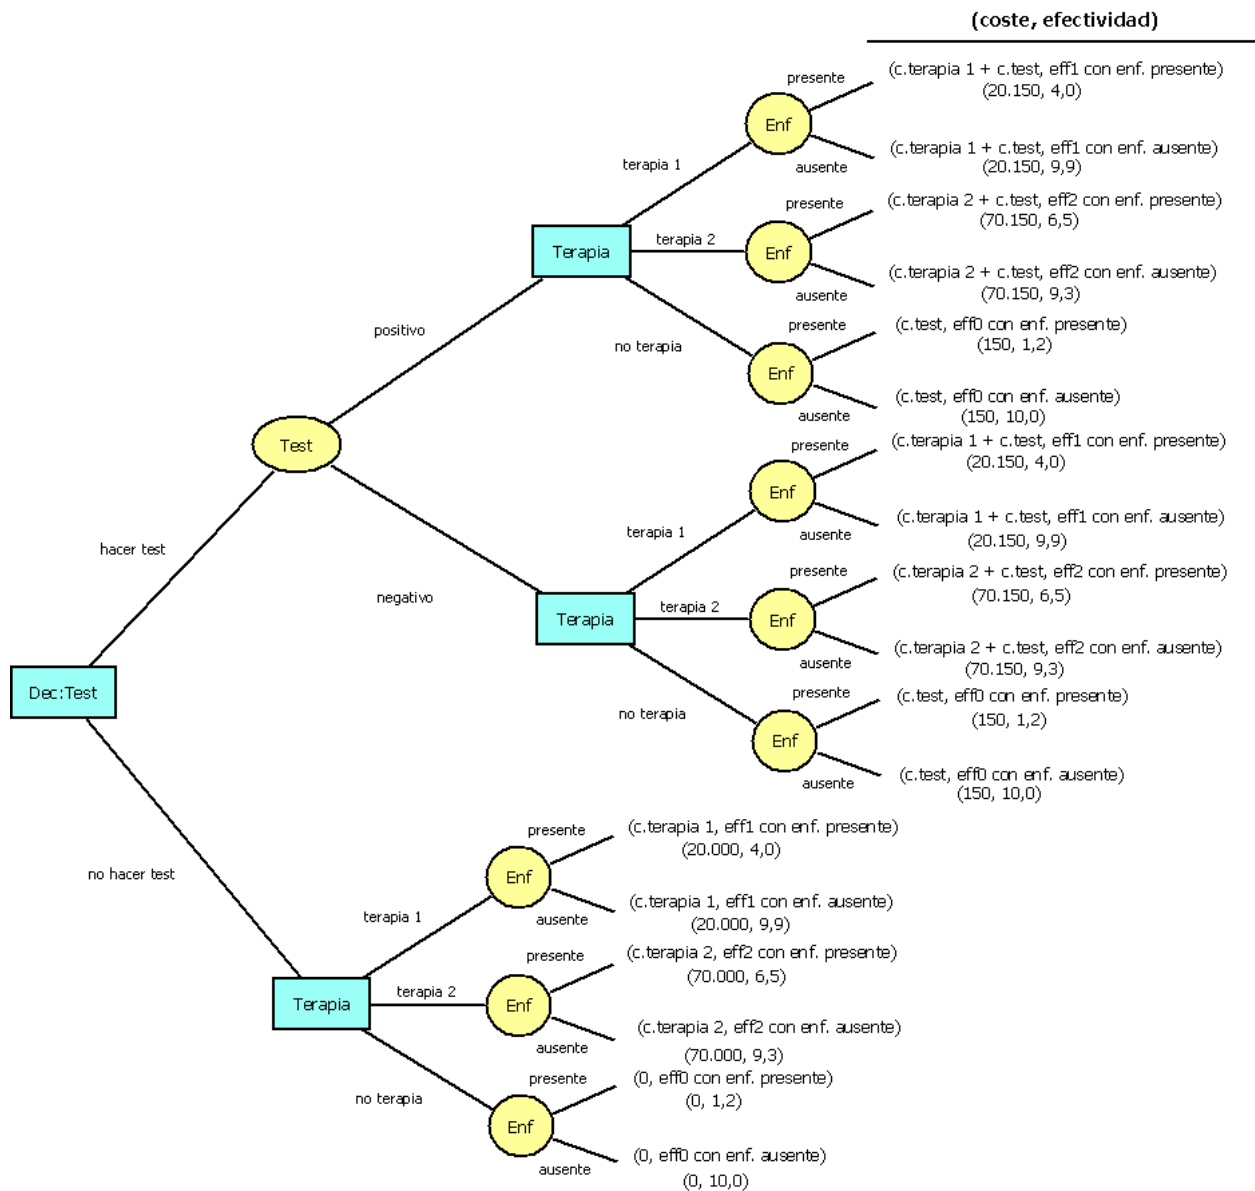 (coste, efectividad)
presente
(c.terapia 1 + c.test, eff1 con enf. presente)
(20.150, 4,0)
Enf
terapia 1
ausente
(c.terapia 1 + c.test, eff1 con enf. ausente)
(20.150, 9,9)
presente
(c.terapia 2 + c.test, eff2 con enf. presente)
(70.150, 6,5)
Terapia
terapia 2
Enf
ausente
(c.terapia 2 + c.test, eff2 con enf. ausente)
(70.150, 9,3)
positivo
no terapia
presente
(c.test, eff0 con enf. presente)
(150, 1,2)
Enf
ausente
(c.test, eff0 con enf. ausente)
(150, 10,0)
Test
presente
(c.terapia 1 + c.test, eff1 con enf. presente)
(20.150, 4,0)
Enf
hacer test
terapia 1
ausente
(c.terapia 1 + c.test, eff1 con enf. ausente)
(20.150, 9,9)
negativo
presente
(c.terapia 2 + c.test, eff2 con enf. presente)
(70.150, 6,5)
Terapia
terapia 2
Enf
ausente
(c.terapia 2 + c.test, eff2 con enf. ausente)
(70.150, 9,3)
Dec:Test
no terapia
presente
(c.test, eff0 con enf. presente)
(150, 1,2)
Enf
ausente
(c.test, eff0 con enf. ausente)
(150, 10,0)
no hacer test
presente
(c.terapia 1, eff1 con enf. presente)
(20.000, 4,0)
Enf
terapia 1
ausente
(c.terapia 1, eff1 con enf. ausente)
(20.000, 9,9)
presente
(c.terapia 2, eff2 con enf. presente)
(70.000, 6,5)
Terapia
terapia 2
Enf
ausente
(c.terapia 2, eff2 con enf. ausente)
(70.000, 9,3)
no terapia
presente
(0, eff0 con enf. presente)
(0, 1,2)
Enf
ausente
(0, eff0 con enf. ausente)
(0, 10,0)